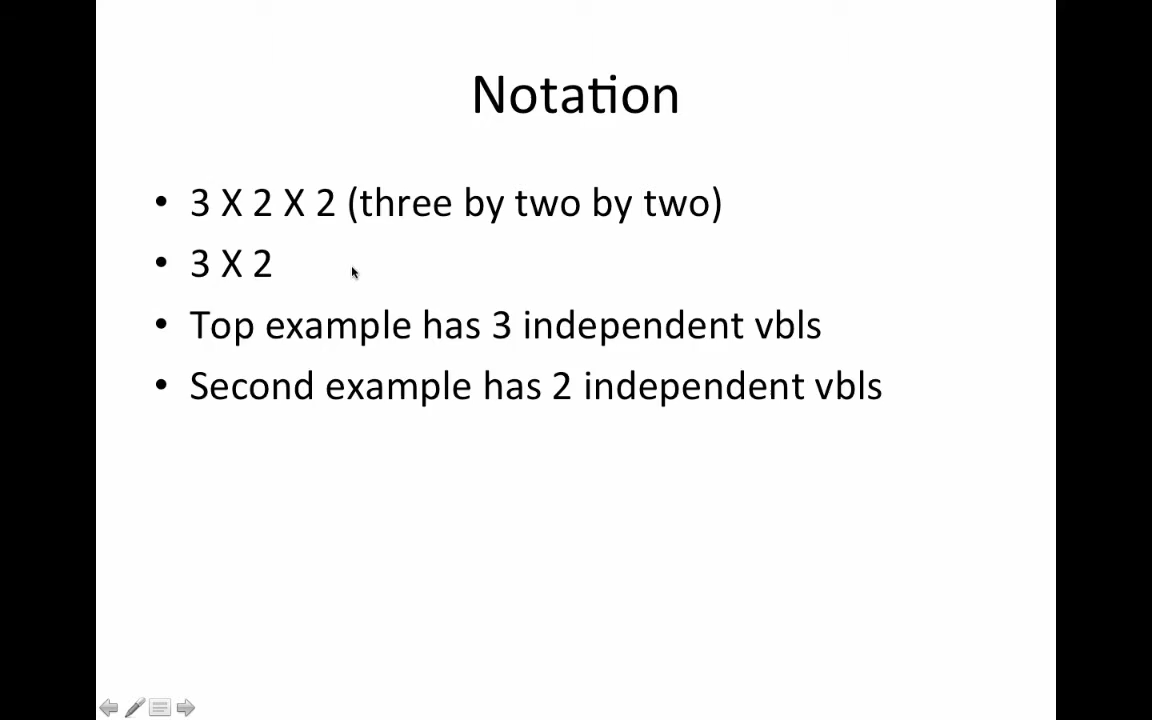 Notation
• 3 X 2 X 2 (three by two by two)
• 3 X 2
• Top example has 3 independent vbls
• Second example has 2 independent vbls